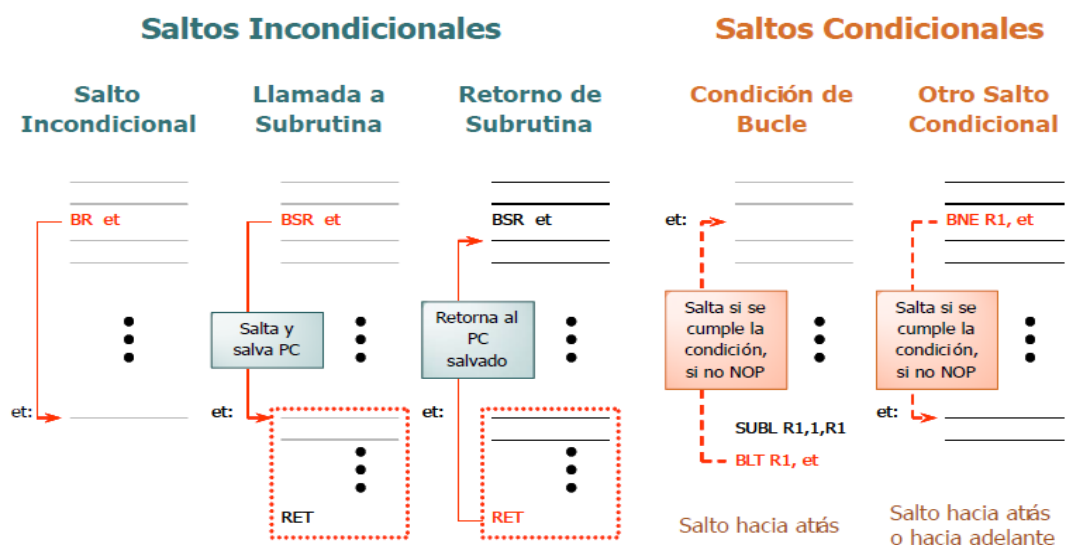 Saltos Incondicionales
Saltos Condicionales
Salto
Incondicional
Llamada a
Subrutina
Retorno de
Subrutina
Condición de
Bucle
Otro Salto
Condicional
BR et
et:
BSR et
Salta y
salva PC
et:
RET
BSR et
Retorna al
PC
salvado
et:
RET
et:
Salta si se
cumple la
condición,
si no NOP
SUBL R1,1,R1
BLT R1, et
Salto hacia atrás
BNE R1, et
Salta si se
cumple la
condición,
si no NOP
et:
Salto hacia atrás
o hacia adelante